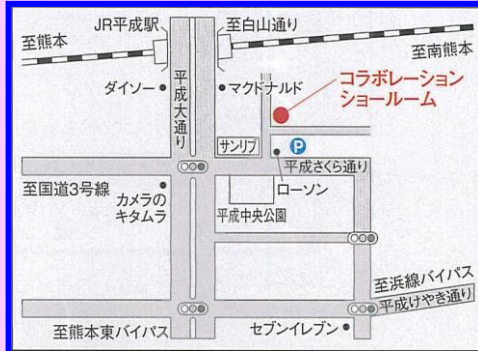 JR平成駅
至白山通り
至熊本
至南熊本
ダイソー
平成大通り
マクドナルド
コラボレーション
ショールーム
サンリブ
P
平成さくら通り
至国道3号線
カメラの
キタムラ
ローソン
平成中央公園
至浜線バイパス
平成けやき通り
至熊本東バイパス
セブンイレブン